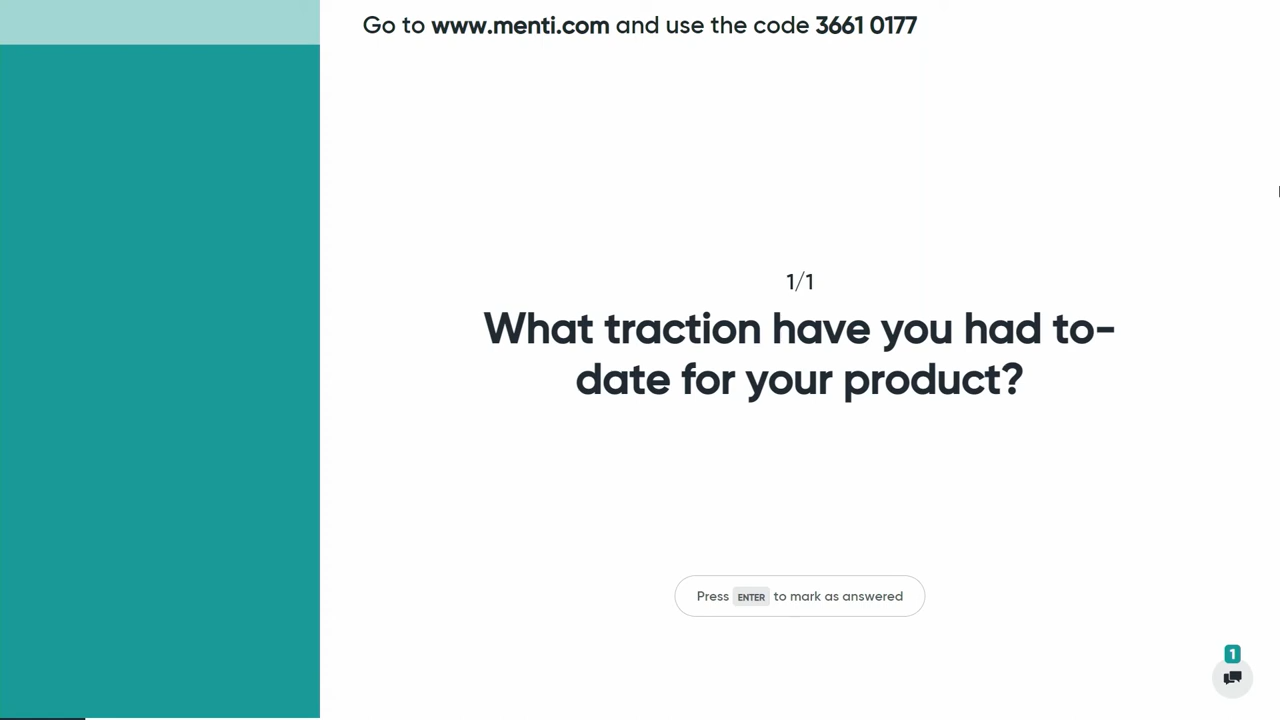 Go to www.menti.com and use the code 3661 0177
1/1
What traction have you had to-
date for your product?
Press ENTER to mark as answered
1